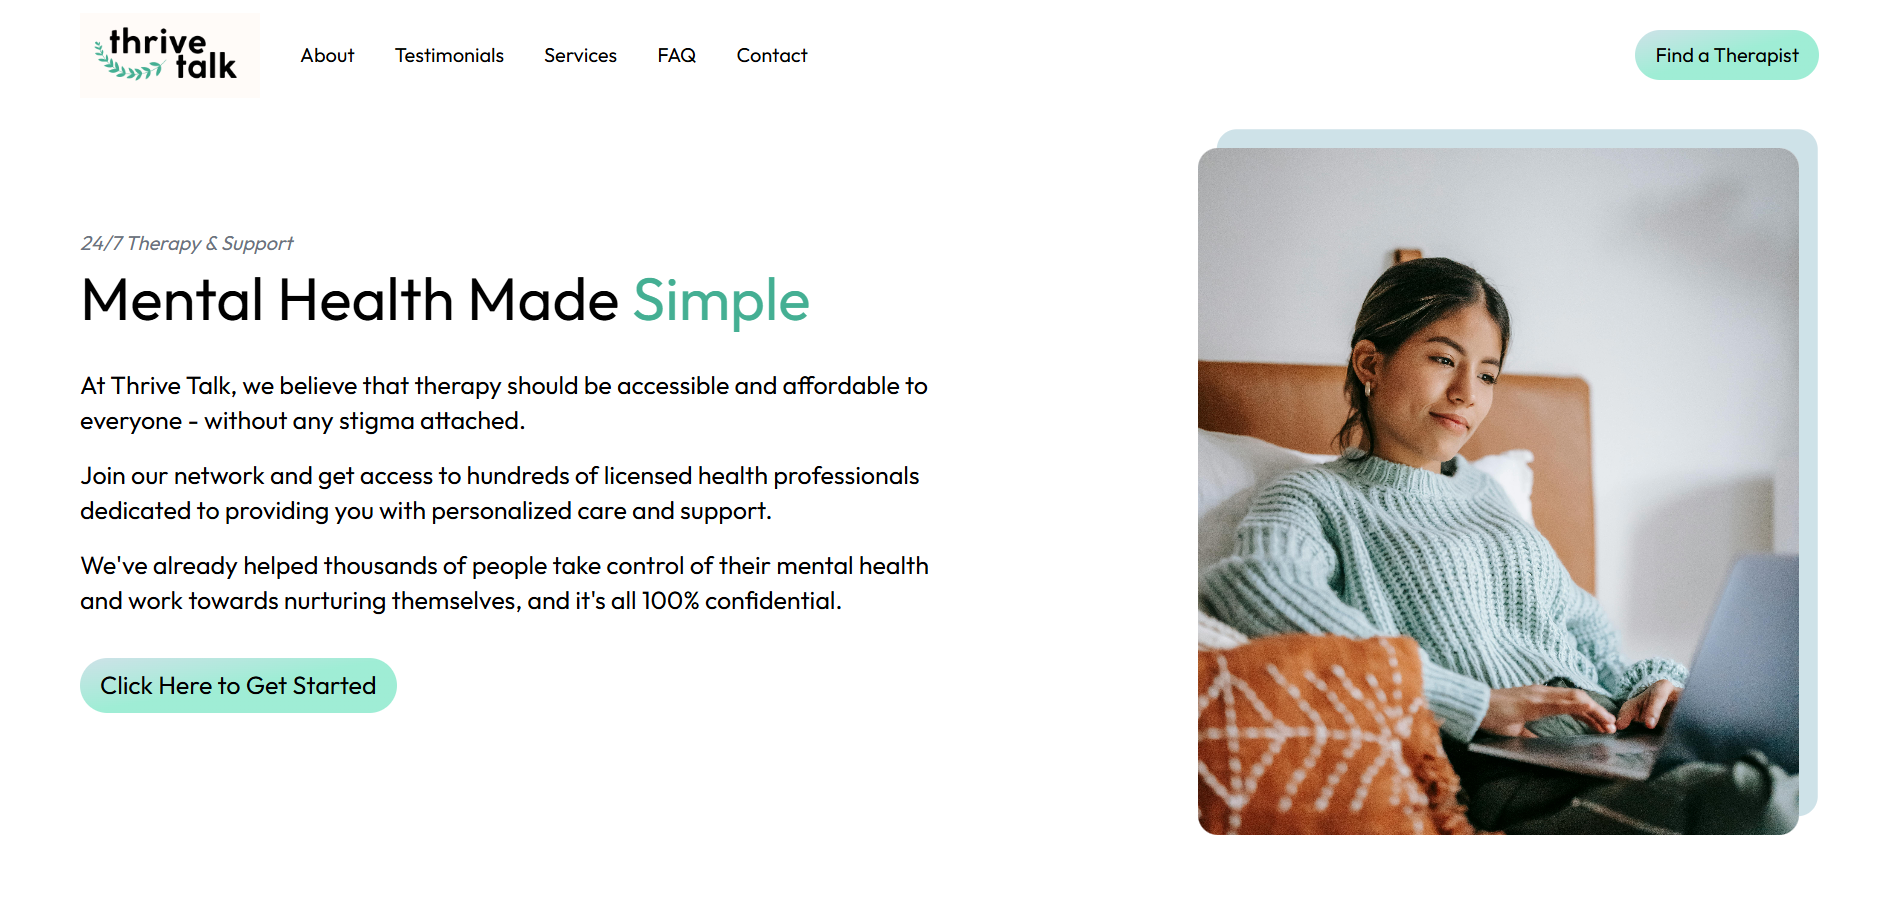 thrive
talk
About Testimonials Services FAQ Contact
Find a Therapist
24/7 Therapy & Support
Mental Health Made Simple
At Thrive Talk, we believe that therapy should be accessible and affordable to
everyone - without any stigma attached.
Join our network and get access to hundreds of licensed health professionals
dedicated to providing you with personalized care and support.
We've already helped thousands of people take control of their mental health
and work towards nurturing themselves, and it's all 100% confidential.
Click Here to Get Started